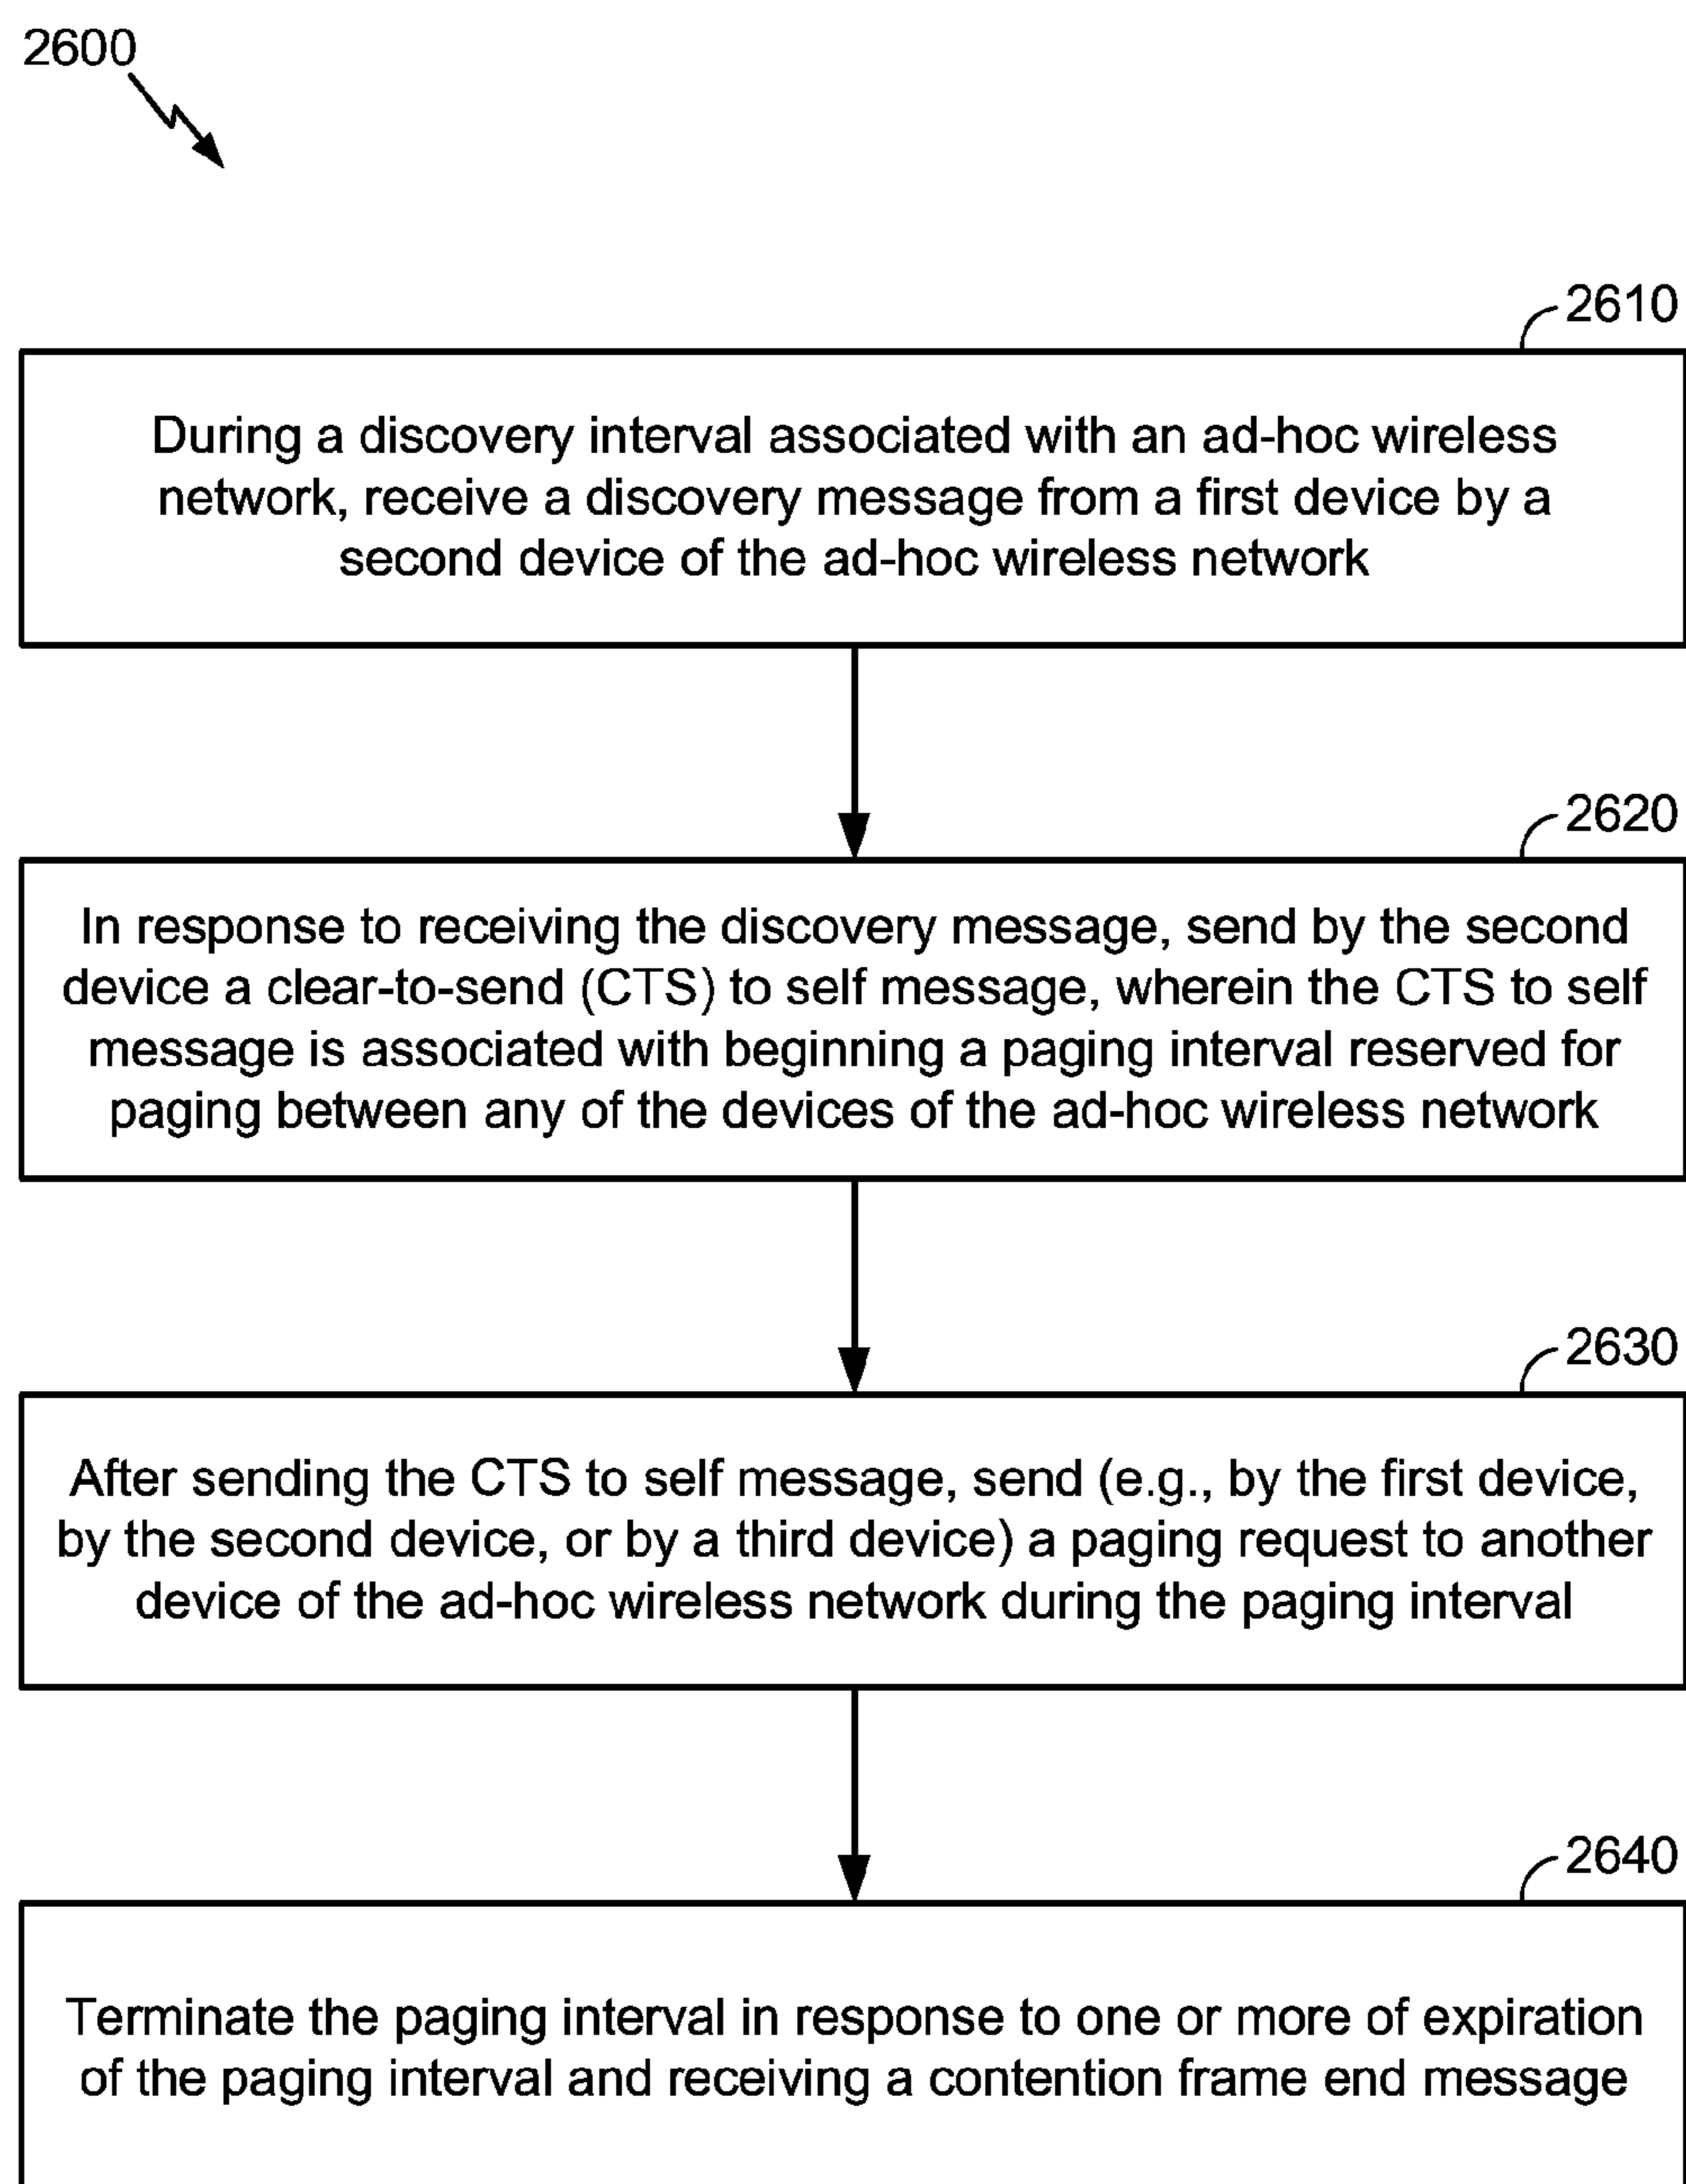 2600
2610
During a discovery interval associated with an ad-hoc wireless
network, receive a discovery message from a first device by a
second device of the ad-hoc wireless network
2620
In response to receiving the discovery message, send by the second
device a clear-to-send (CTS) to self message, wherein the CTS to self
message is associated with beginning a paging interval reserved for
paging between any of the devices of the ad-hoc wireless network
2630
After sending the CTS to self message, send (e.g., by the first device,
by the second device, or by a third device) a paging request to another
device of the ad-hoc wireless network during the paging interval
2640
Terminate the paging interval in response to one or more of expiration
of the paging interval and receiving a contention frame end message